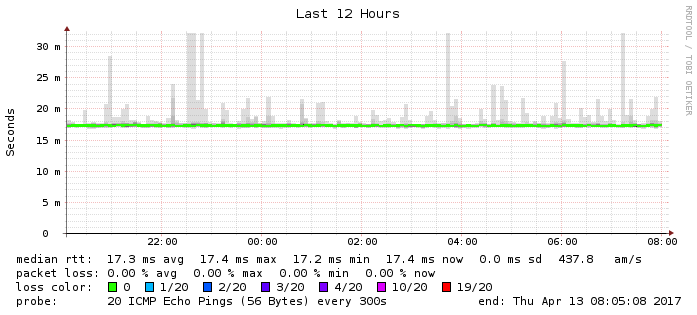 Last 12 Hours
RRDTOOL / TOBI OETIKER
Seconds
30 m
25 m
20 m
15 m
10 m
5 m
0
22:00 00:00 02:00 04:00 06:00 08:00
median rtt: 17.3 ms avg 17.4 ms max 17.2 ms min 17.4 ms now 0.0 ms sd 437.8 am/s
packet loss: 0.00 % avg 0.00 % max 0.00 % min 0.00 % now
loss color: 0 1/20 2/20 3/20 4/20 10/20 19/20
probe: 20 ICMP Echo Pings (56 Bytes) every 300s end: Thu Apr 13 08:05:08 2017